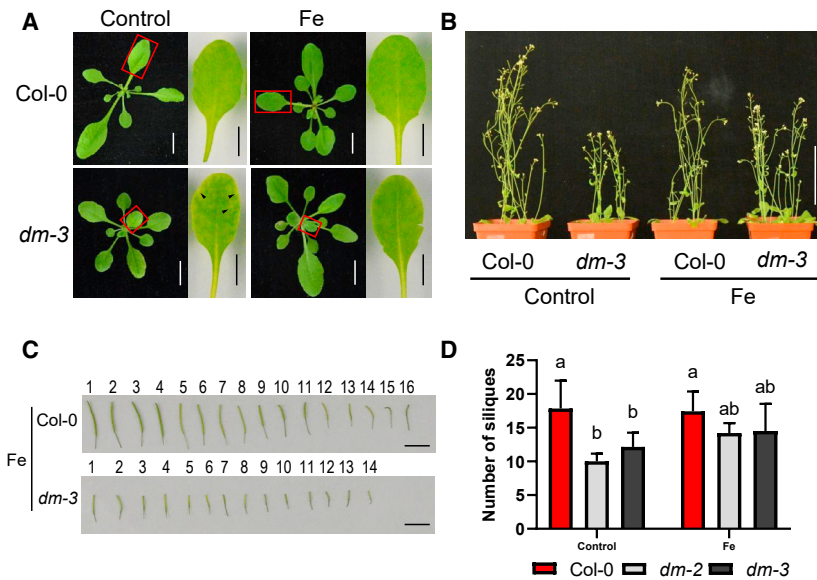 A
Control Fe
Col-0
dm-3
B
Col-0 dm-3 Col-0 dm-3
Control Fe
C
1 2 3 4 5 6 7 8 9 10 11 12 13 14 15 16
Col-0
Fe
1 2 3 4 5 6 7 8 9 10 11 12 13 14
dm-3
D
Number of siliques
25
20
15
10
5
0
a b b a ab ab
Control Fe
Col-0 dm-2 dm-3